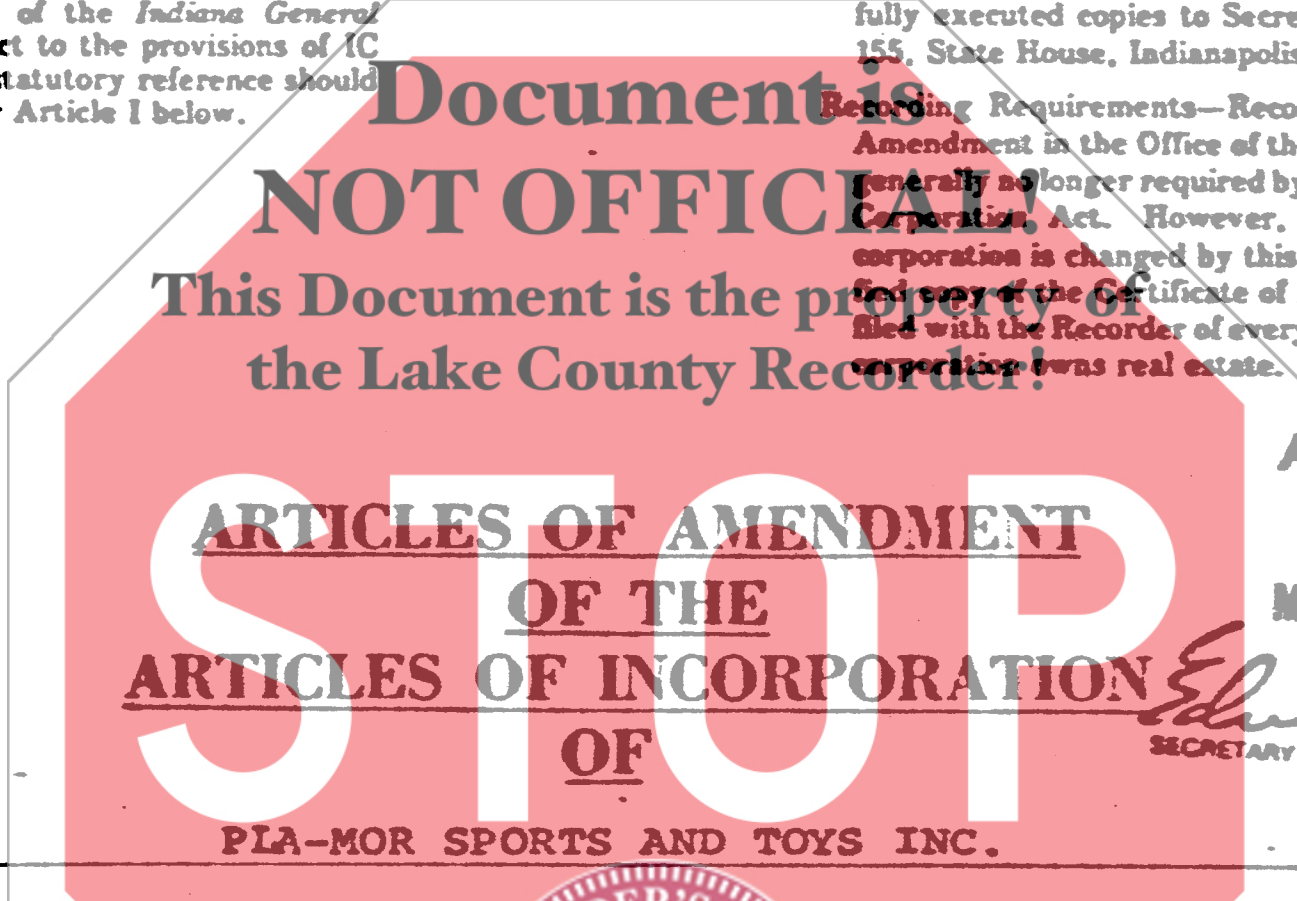 of the Indiana General
ct to the provisions of IC
tatutory reference should
Article I below.
fully executed copies to Secre
155, State House, Indianapolis
Recording Requirements—Reco
Amendment in the Office of th
generally no longer required by
Corporation Act. However,
corporation is changed by this
fied copy of the Certificate of
filed with the Recorder of every
corporation owns real estate.
Document is
NOT OFFICIAL!
This Document is the property of
the Lake County Recorder!
STOP
ARTICLES OF AMENDMENT
OF THE
ARTICLES OF INCORPORATION
OF
PLA-MOR SPORTS AND TOYS INC.
SECRETARY